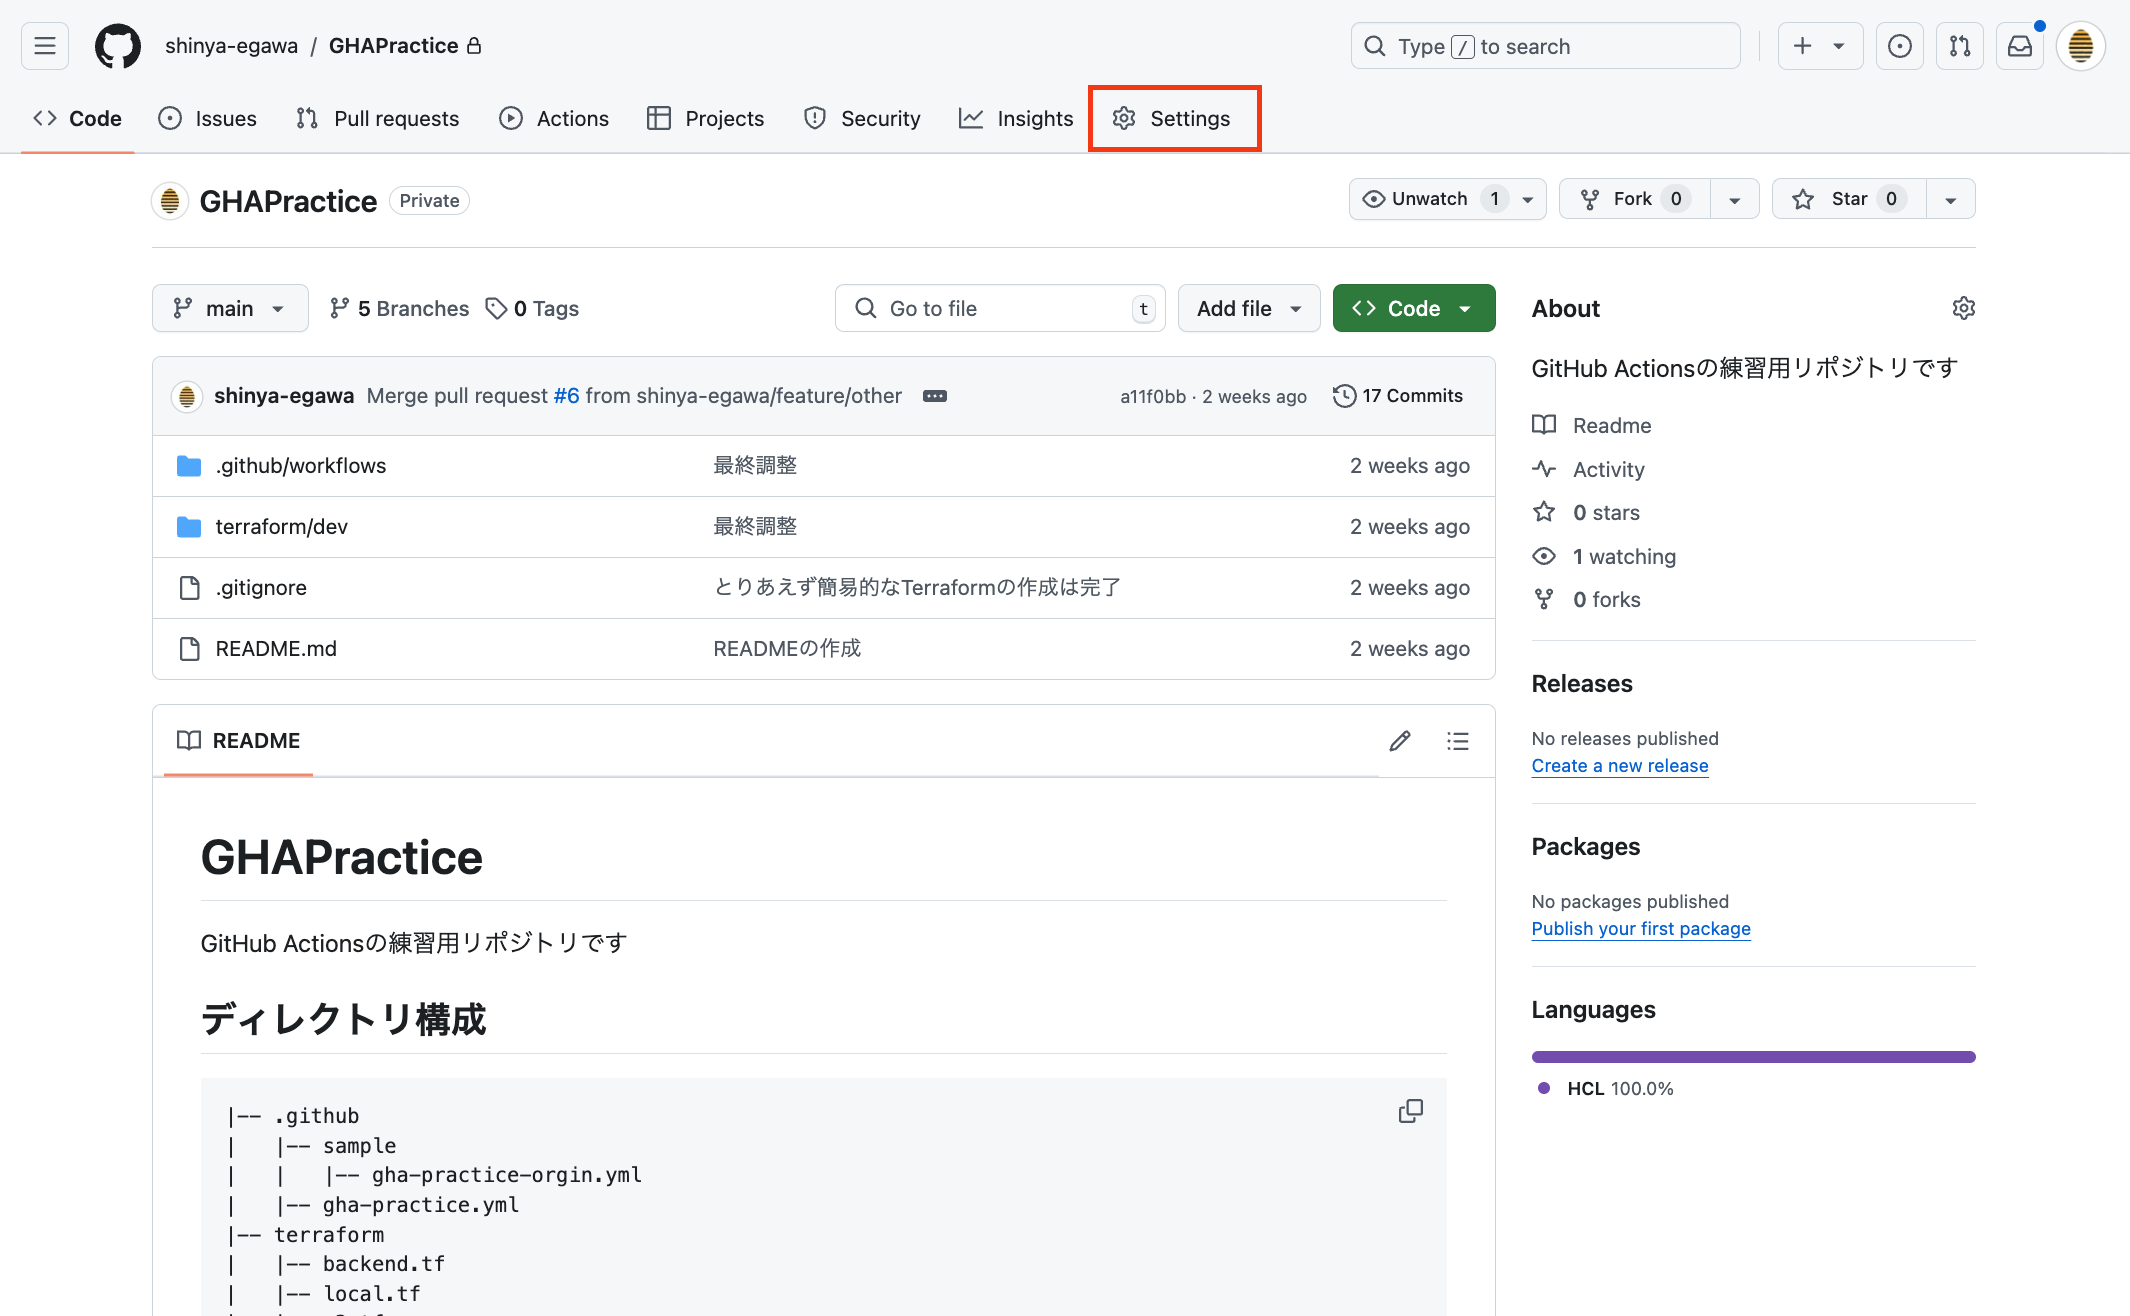 shinya-egawa / GHAPractice
Type / to search
Code Issues Pull requests Actions Projects Security Insights Settings
GHAPractice Private
Unwatch 1 Fork 0 Star 0
main 5 Branches 0 Tags
Go to file t Add file Code
shinya-egawa Merge pull request #6 from shinya-egawa/feature/other
a11f0bb · 2 weeks ago 17 Commits
.github/workflows 最終調整 2 weeks ago
terraform/dev 最終調整 2 weeks ago
.gitignore とりあえず簡易的なTerraformの作成は完了 2 weeks ago
README.md READMEの作成 2 weeks ago
README
GHAPractice
GitHub Actionsの練習用リポジトリです
ディレクトリ構成
|-- .github
|   |-- sample
|   |   |-- gha-practice-orgin.yml
|   |-- gha-practice.yml
|-- terraform
|   |-- backend.tf
|   |-- local.tf
About
GitHub Actionsの練習用リポジトリです
Readme
Activity
0 stars
1 watching
0 forks
Releases
No releases published
Create a new release
Packages
No packages published
Publish your first package
Languages
HCL 100.0%